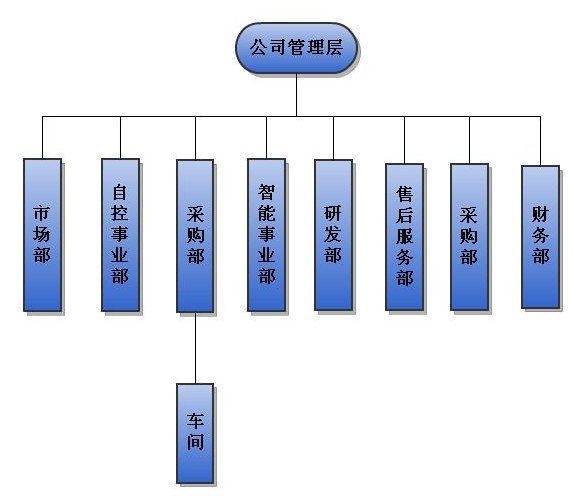 公司管理层
市场部
自控事业部
采购部
智能事业部
研发部
售后服务部
采购部
财务部
车间